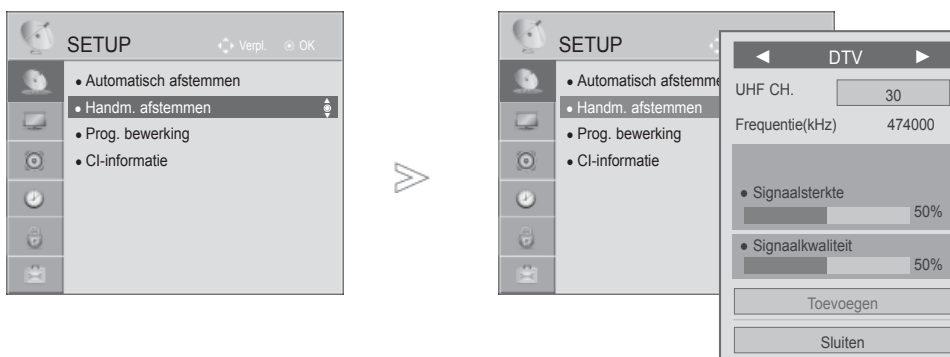 SETUP
Verpl. OK
Automatisch afstemmen
Handm. afstemmen
Prog. bewerking
CI-informatie
SETUP
Automatisch afstemme
Handm. afstemmen
Prog. bewerking
CI-informatie
DTV
UHF CH. 30
Frequentie(kHz) 474000
Signaalsterkte
50%
Signaalkwaliteit
50%
Toevoegen
Sluiten